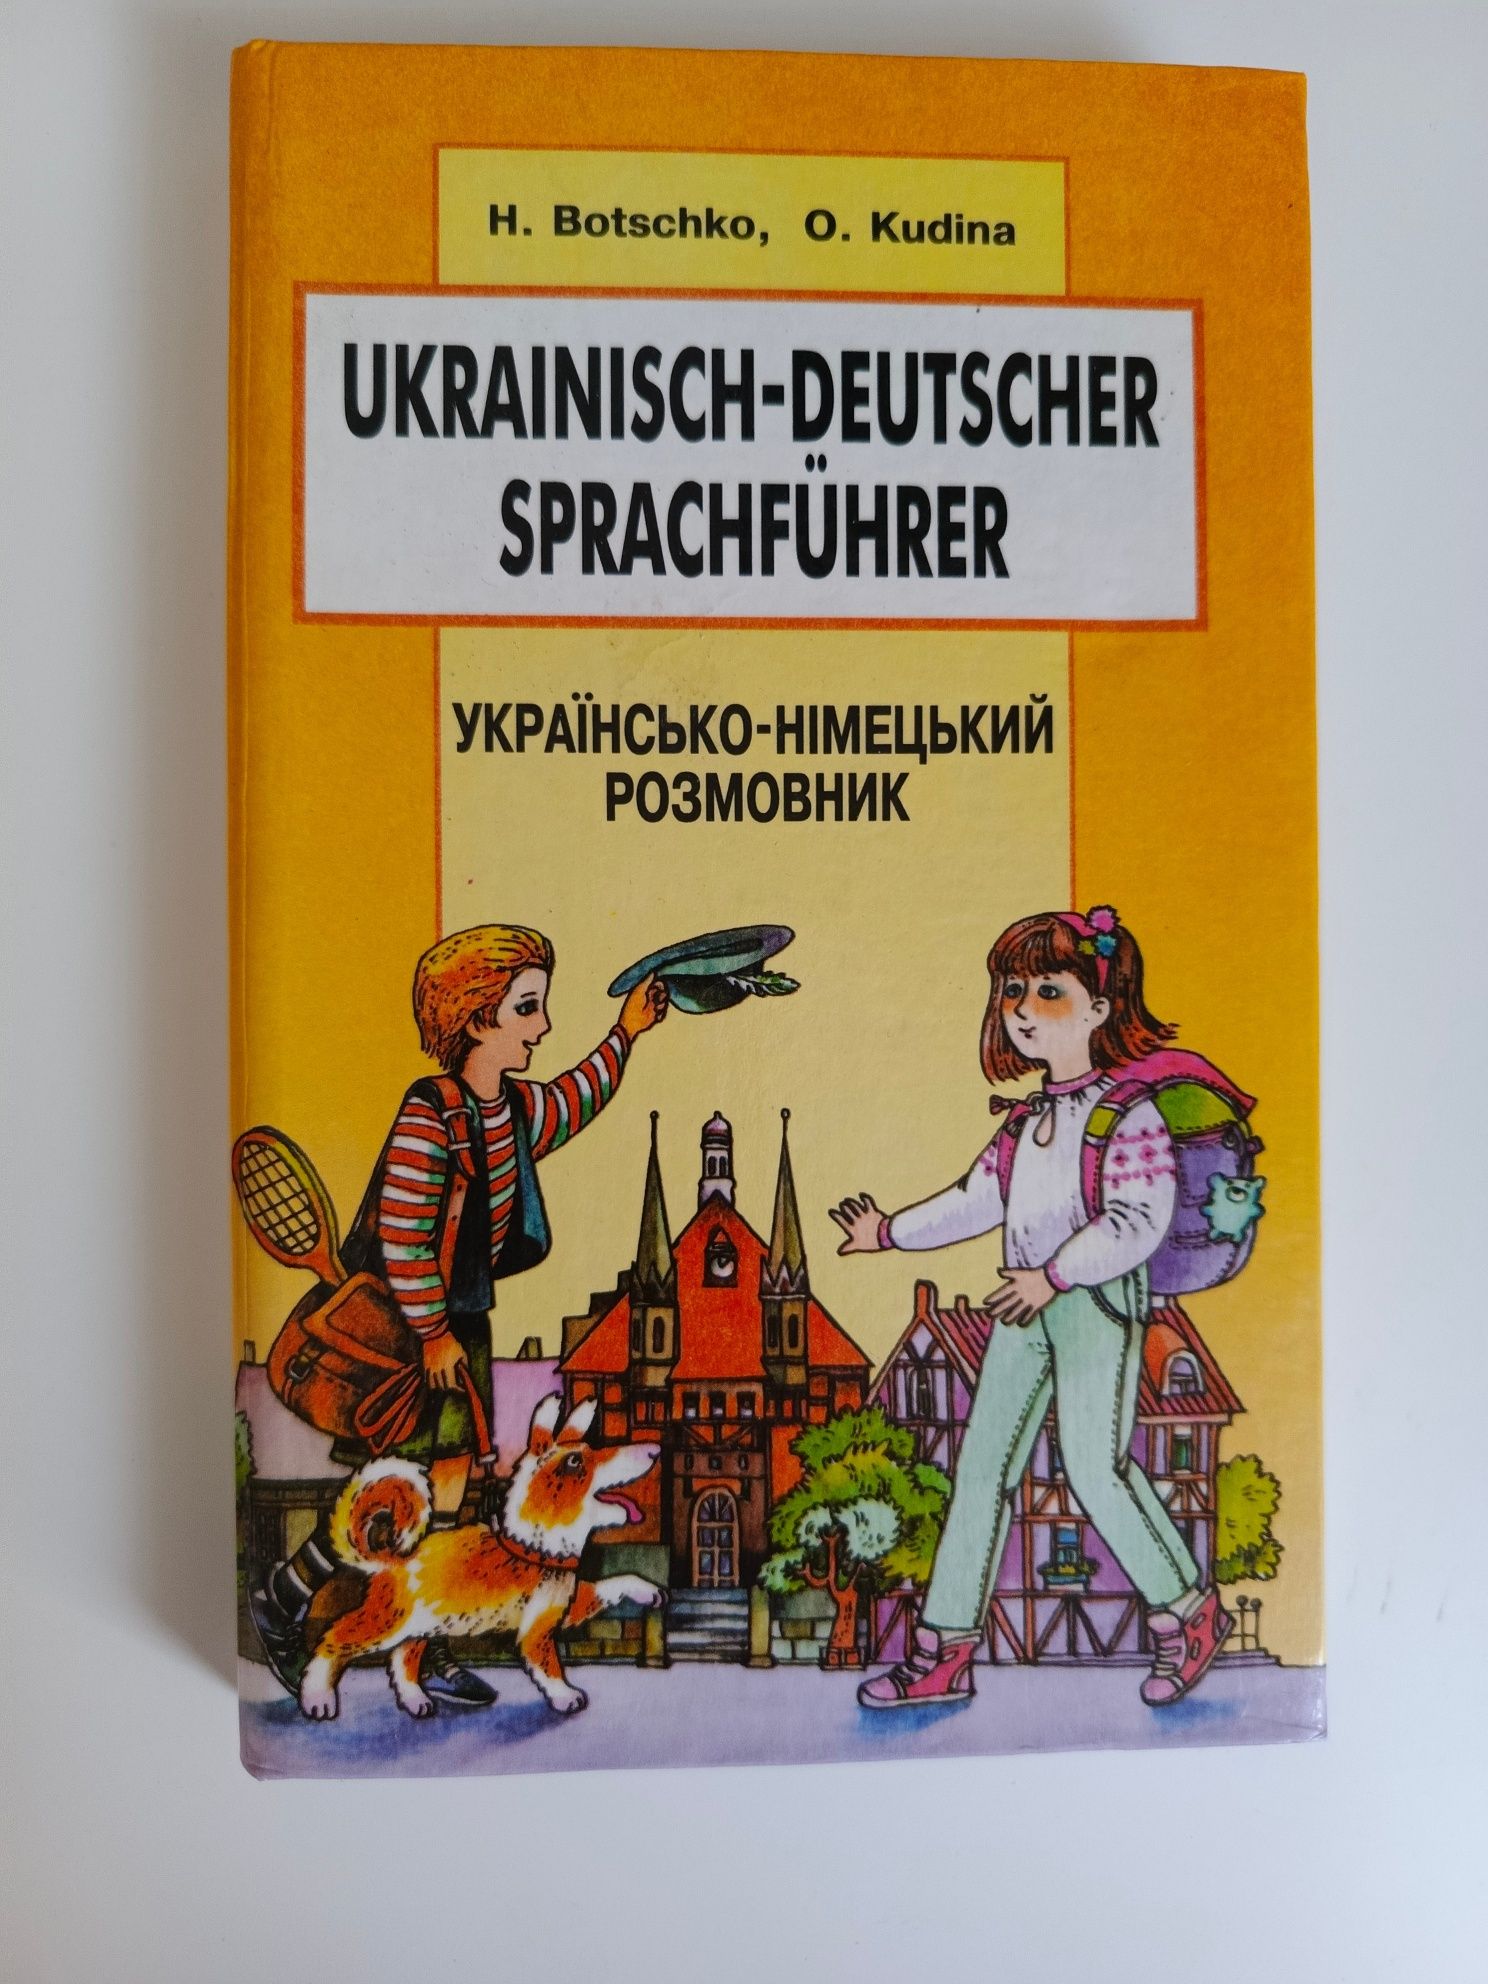 H. Botschko, O. Kudina
UKRAINISCH-DEUTSCHER
SPRACHFÜHRER
УКРАЇНСЬКО-НІМЕЦЬКИЙ
РОЗМОВНИК